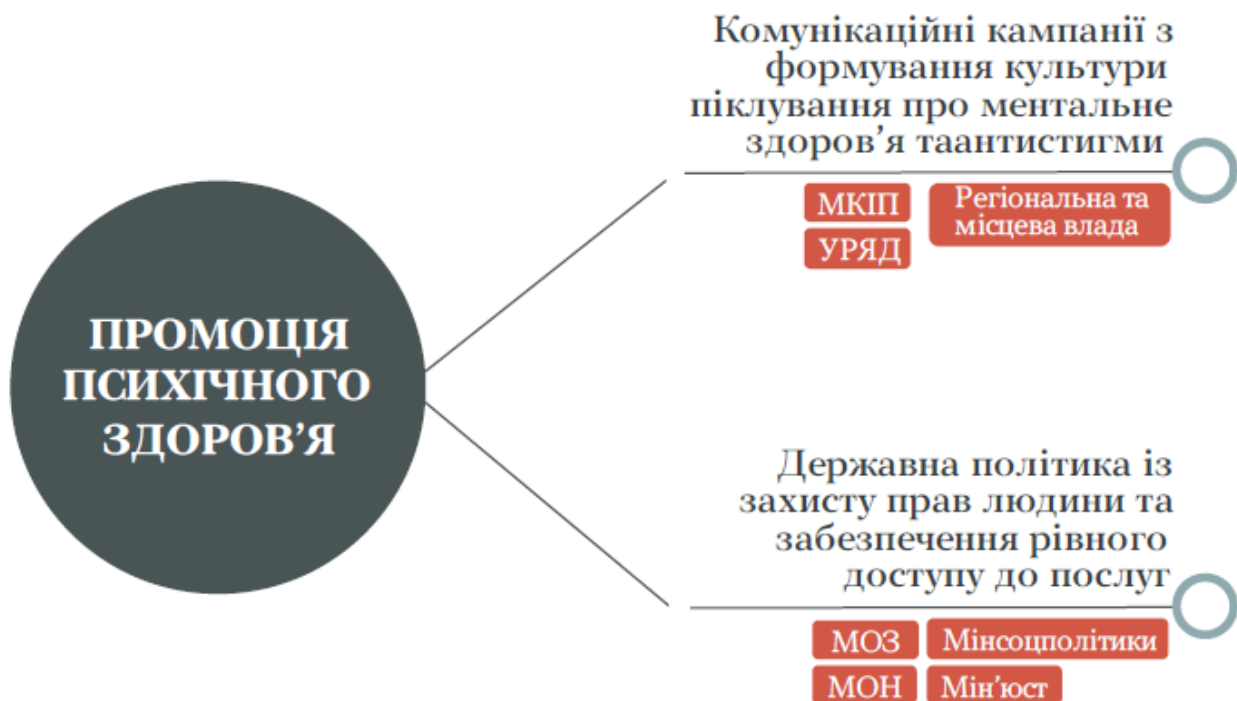 Комунікаційні кампанії з
формування культури
піклування про ментальне
здоров’я таантистигми
МКІП
УРЯД
Регіональна та
місцева влада
ПРОМОЦІЯ
ПСИХІЧНОГО
ЗДОРОВ’Я
Державна політика із
захисту прав людини та
забезпечення рівного
доступу до послуг
МОЗ
Мінсоцполітики
МОН
Мін’юст